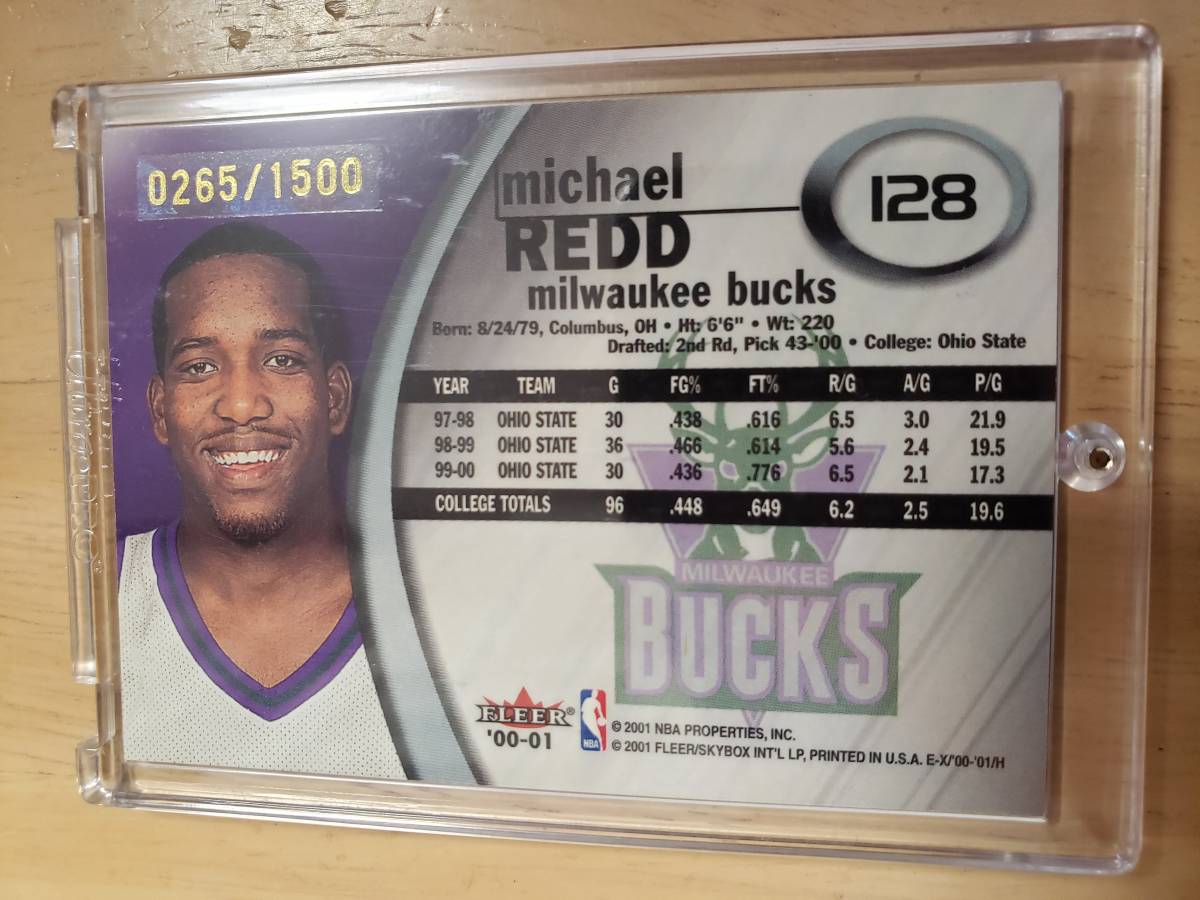 0265/1500
michael
REDD
milwaukee bucks
128
Born: 8/24/79, Columbus, OH • Ht: 6'6" • Wt: 220
Drafted: 2nd Rd, Pick 43-'00 • College: Ohio State
YEAR TEAM G FG% FT% R/G A/G P/G
97-98 OHIO STATE 30 .438 .616 6.5 3.0 21.9
98-99 OHIO STATE 36 .466 .614 5.6 2.4 19.5
99-00 OHIO STATE 30 .436 .776 6.5 2.1 17.3
COLLEGE TOTALS 96 .448 .649 6.2 2.5 19.6
MILWAUKEE
BUCKS
FLEER®
'00-01
NBA
© 2001 NBA PROPERTIES, INC.
© 2001 FLEER/SKYBOX INT'L LP, PRINTED IN U.S.A. E-X/'00-'01/H